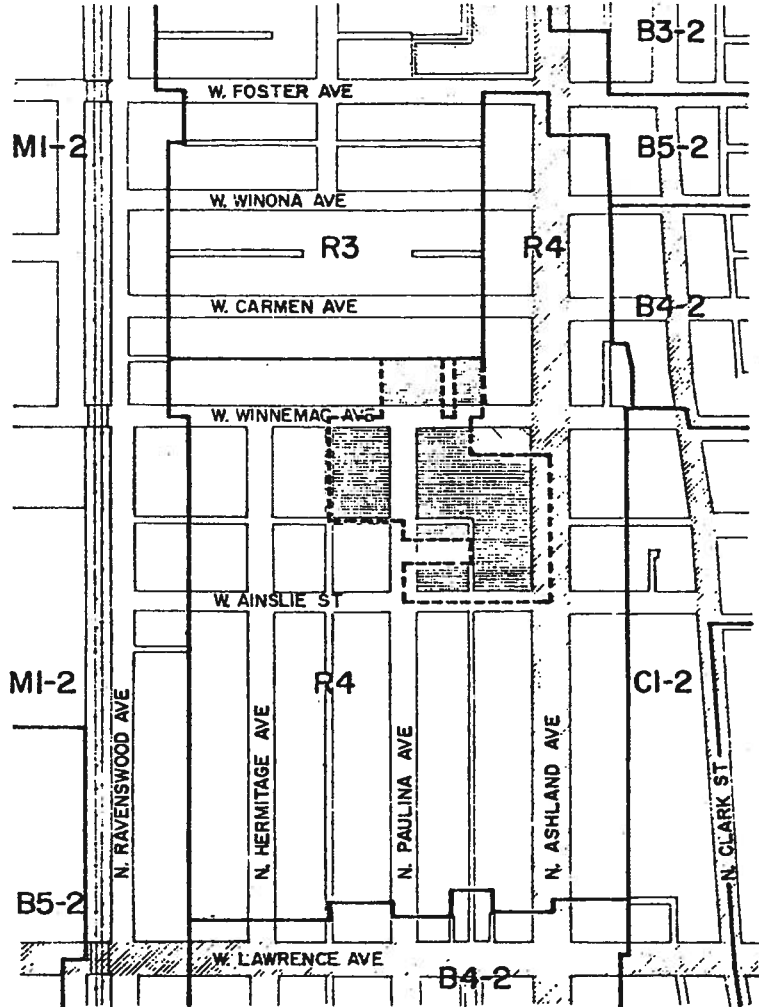 B3-2
W. FOSTER AVE
M1-2
B5-2
W. WINONA AVE
R3
R4
W. CARMEN AVE
B4-2
W. WINNEMAC AVE
W. AINSLIE ST
M1-2
R4
C1-2
N. RAVENSWOOD AVE
N. HERMITAGE AVE
N. PAULINA AVE
N. ASHLAND AVE
N. CLARK ST
B5-2
W. LAWRENCE AVE
B4-2